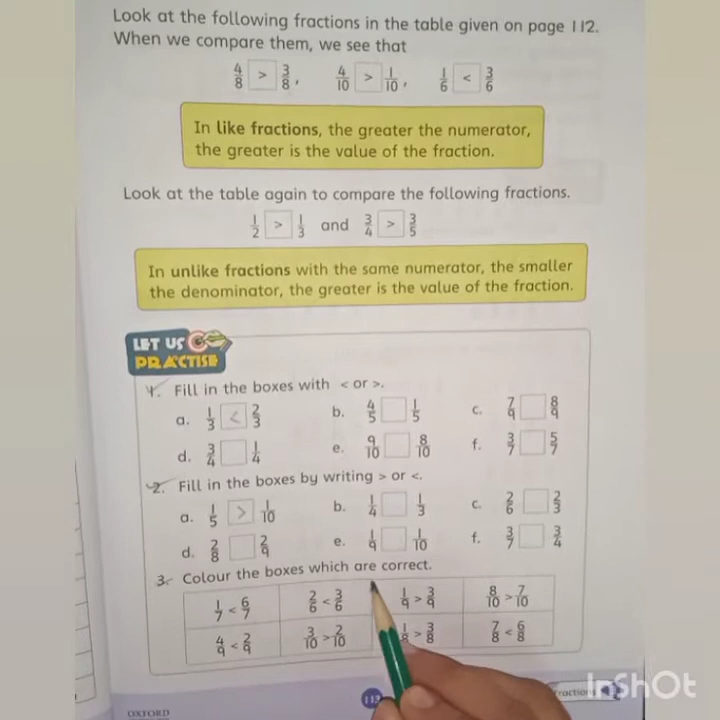 Look at the following fractions in the table given on page 112.
When we compare them, we see that
4/8 > 3/8, 4/10 > 1/10, 1/6 < 3/6
In like fractions, the greater the numerator,
the greater is the value of the fraction.
Look at the table again to compare the following fractions.
1/2 > 1/3 and 3/4 > 3/5
In unlike fractions with the same numerator, the smaller
the denominator, the greater is the value of the fraction.
LET US
PRACTISE
1. Fill in the boxes with < or >.
a. 1/3 < 2/3 b. 4/5 □ 1/5 c. 7/9 □ 8/9
d. 3/4 □ 1/4 e. 9/10 □ 8/10 f. 3/7 □ 5/7
2. Fill in the boxes by writing > or <.
a. 1/5 > 1/10 b. 1/4 □ 1/3 c. 2/6 □ 2/3
d. 2/8 □ 2/9 e. 1/9 □ 1/10 f. 3/7 □ 3/4
3. Colour the boxes which are correct.
1/7 < 6/7 2/6 < 3/6 1/9 > 3/9 8/10 > 7/10
4/9 < 2/9 3/10 > 2/10 1/8 > 3/8 7/8 < 6/8
OXFORD
113
InShOt